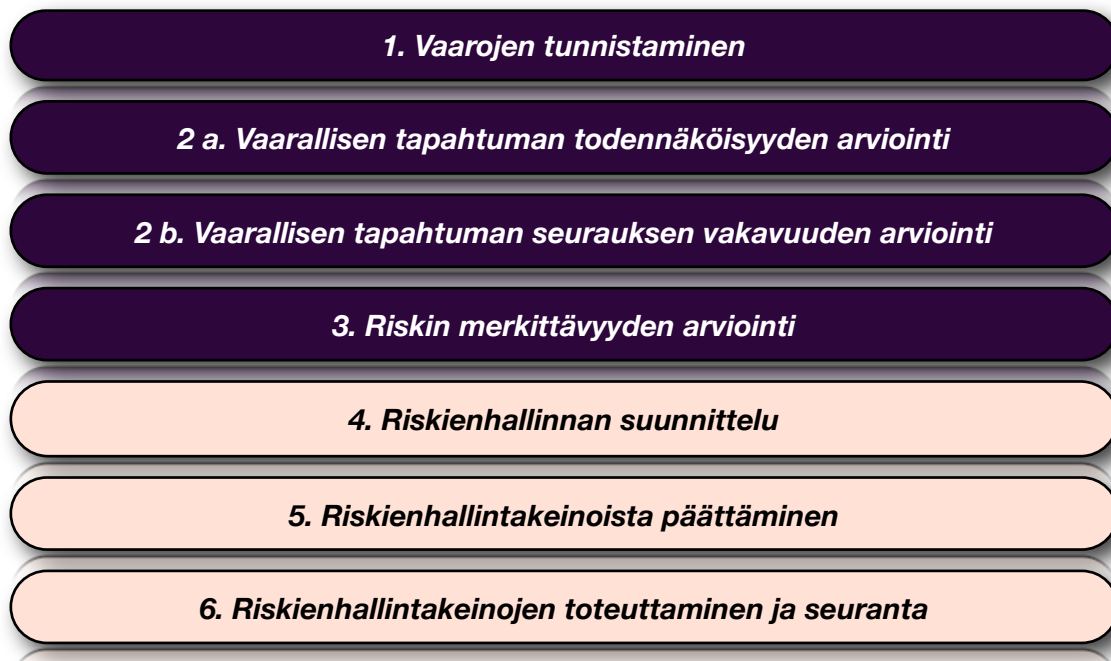 1. Vaarojen tunnistaminen
2 a. Vaarallisen tapahtuman todennäköisyyden arviointi
2 b. Vaarallisen tapahtuman seurauksen vakavuuden arviointi
3. Riskin merkittävyyden arviointi
4. Riskienhallinnan suunnittelu
5. Riskienhallintakeinoista päättäminen
6. Riskienhallintakeinojen toteuttaminen ja seuranta